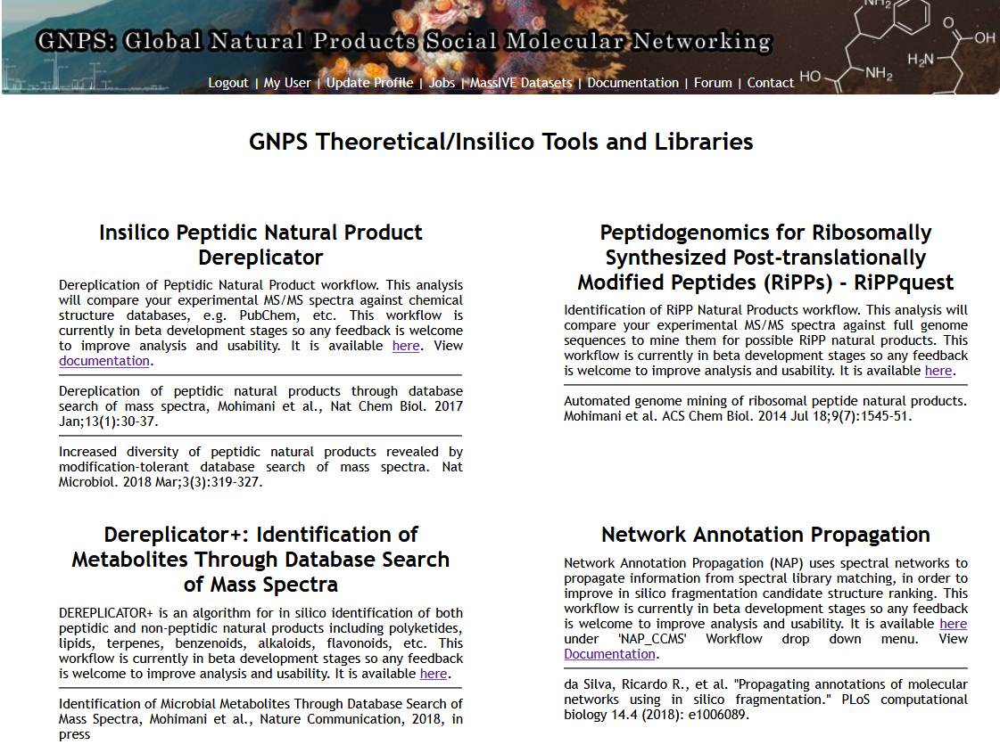 GNPS: Global Natural Products Social Molecular Networking
NH2
OH
O
H2N
HO
NH2
O
Logout | My User | Update Profile | Jobs | MassIVE Datasets | Documentation | Forum | Contact
GNPS Theoretical/Insilico Tools and Libraries
Insilico Peptidic Natural Product
Dereplicator
Dereplication of Peptidic Natural Product workflow. This analysis
will compare your experimental MS/MS spectra against chemical
structure databases, e.g. PubChem, etc. This workflow is
currently in beta development stages so any feedback is welcome
to improve analysis and usability. It is available here. View
documentation.
Dereplication of peptidic natural products through database
search of mass spectra, Mohimani et al., Nat Chem Biol. 2017
Jan;13(1):30-37.
Increased diversity of peptidic natural products revealed by
modification-tolerant database search of mass spectra. Nat
Microbiol. 2018 Mar;3(3):319-327.
Peptidogenomics for Ribosomally
Synthesized Post-translationally
Modified Peptides (RiPPs) - RiPPquest
Identification of RiPP Natural Products workflow. This analysis will
compare your experimental MS/MS spectra against full genome
sequences to mine them for possible RiPP natural products. This
workflow is currently in beta development stages so any feedback
is welcome to improve analysis and usability. It is available here.
Automated genome mining of ribosomal peptide natural products.
Mohimani et al. ACS Chem Biol. 2014 Jul 18;9(7):1545-51.
Dereplicator+: Identification of
Metabolites Through Database Search
of Mass Spectra
DEREPLICATOR+ is an algorithm for in silico identification of both
peptidic and non-peptidic natural products including polyketides,
lipids, terpenes, benzenoids, alkaloids, flavonoids, etc. This
workflow is currently in beta development stages so any feedback
is welcome to improve analysis and usability. It is available here.
Identification of Microbial Metabolites Through Database Search of
Mass Spectra, Mohimani et al., Nature Communication, 2018, in
press
Network Annotation Propagation
Network Annotation Propagation (NAP) uses spectral networks to
propagate information from spectral library matching, in order to
improve in silico fragmentation candidate structure ranking. This
workflow is currently in beta development stages so any feedback
is welcome to improve analysis and usability. It is available here
under 'NAP_CCMS' Workflow drop down menu. View
Documentation.
da Silva, Ricardo R., et al. "Propagating annotations of molecular
networks using in silico fragmentation." PLoS computational
biology 14.4 (2018): e1006089.